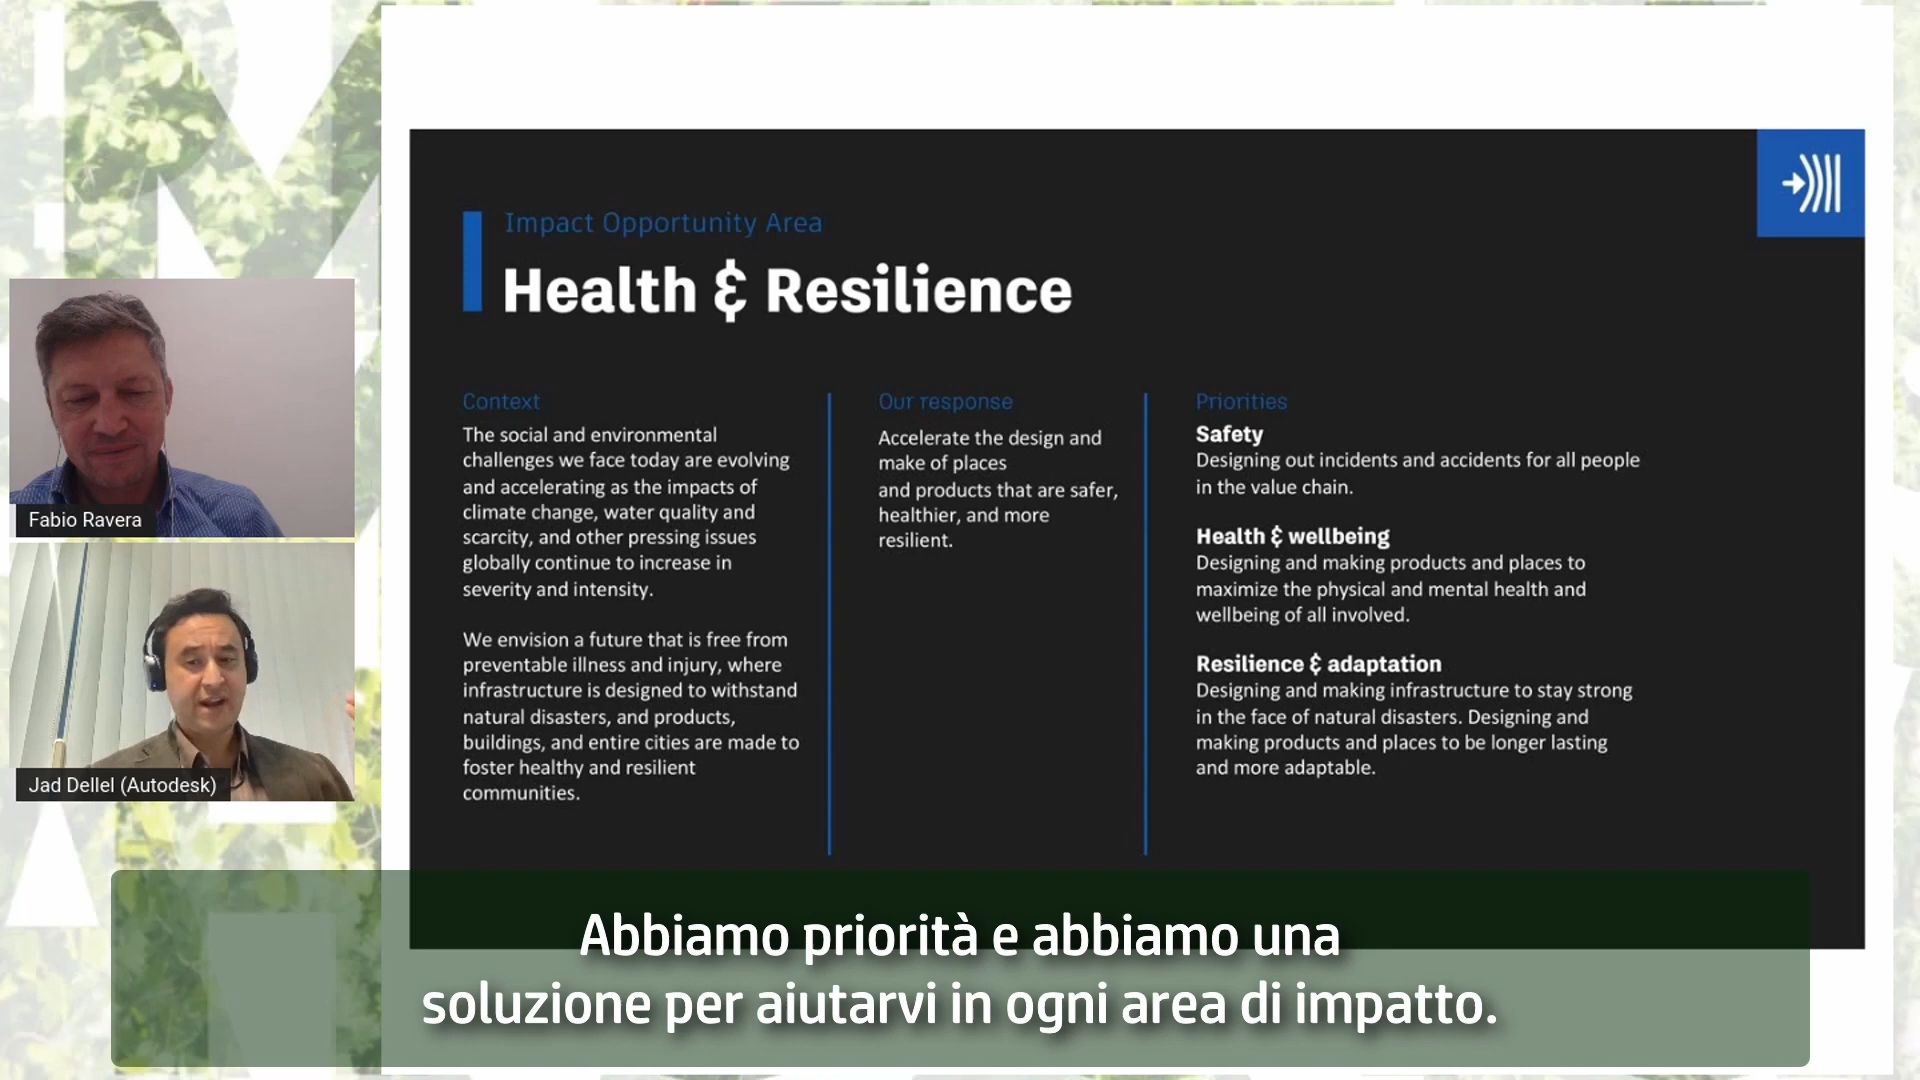 Impact Opportunity Area
Health & Resilience
Context
The social and environmental
challenges we face today are evolving
and accelerating as the impacts of
climate change, water quality and
scarcity, and other pressing issues
globally continue to increase in
severity and intensity.
We envision a future that is free from
preventable illness and injury, where
infrastructure is designed to withstand
natural disasters, and products,
buildings, and entire cities are made to
foster healthy and resilient
communities.
Our response
Accelerate the design and
make of places
and products that are safer,
healthier, and more
resilient.
Priorities
Safety
Designing out incidents and accidents for all people
in the value chain.
Health & wellbeing
Designing and making products and places to
maximize the physical and mental health and
wellbeing of all involved.
Resilience & adaptation
Designing and making infrastructure to stay strong
in the face of natural disasters. Designing and
making products and places to be longer lasting
and more adaptable.
Fabio Ravera
Jad Dellel (Autodesk)
Abbiamo priorità e abbiamo una
soluzione per aiutarvi in ogni area di impatto.